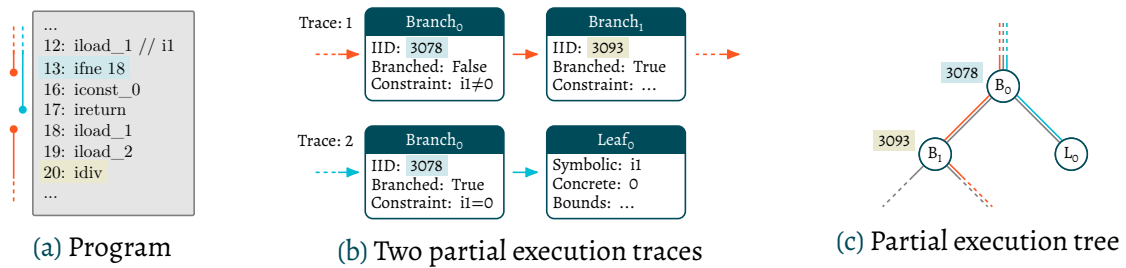 ...
12: iload_1 // i1
13: ifne 18
16: iconst_0
17: ireturn
18: iload_1
19: iload_2
20: idiv
...
(a) Program
Trace: 1
Branch₀
IID: 3078
Branched: False
Constraint: i1≠0
Branch₁
IID: 3093
Branched: True
Constraint: ...
Trace: 2
Branch₀
IID: 3078
Branched: True
Constraint: i1=0
Leaf₀
Symbolic: i1
Concrete: 0
Bounds: ...
(b) Two partial execution traces
3078
B₀
3093
B₁
L₀
(c) Partial execution tree